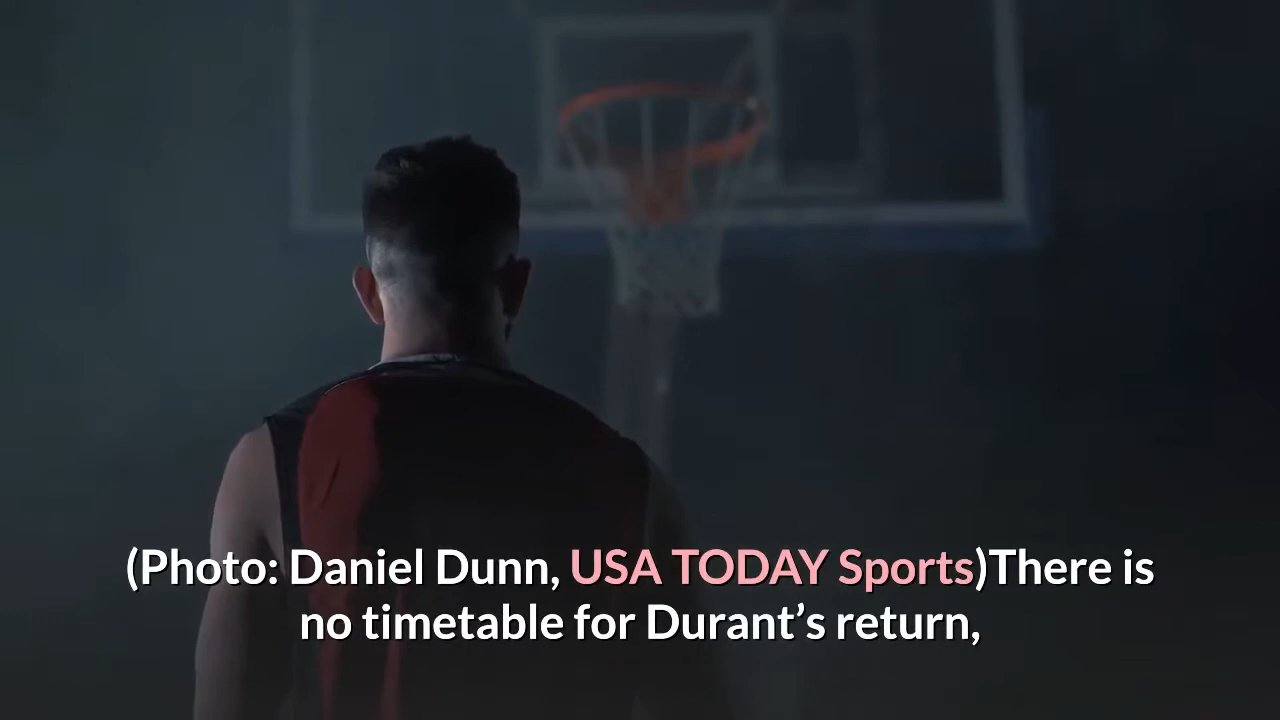 (Photo: Daniel Dunn, USA TODAY Sports)There is
no timetable for Durant’s return,